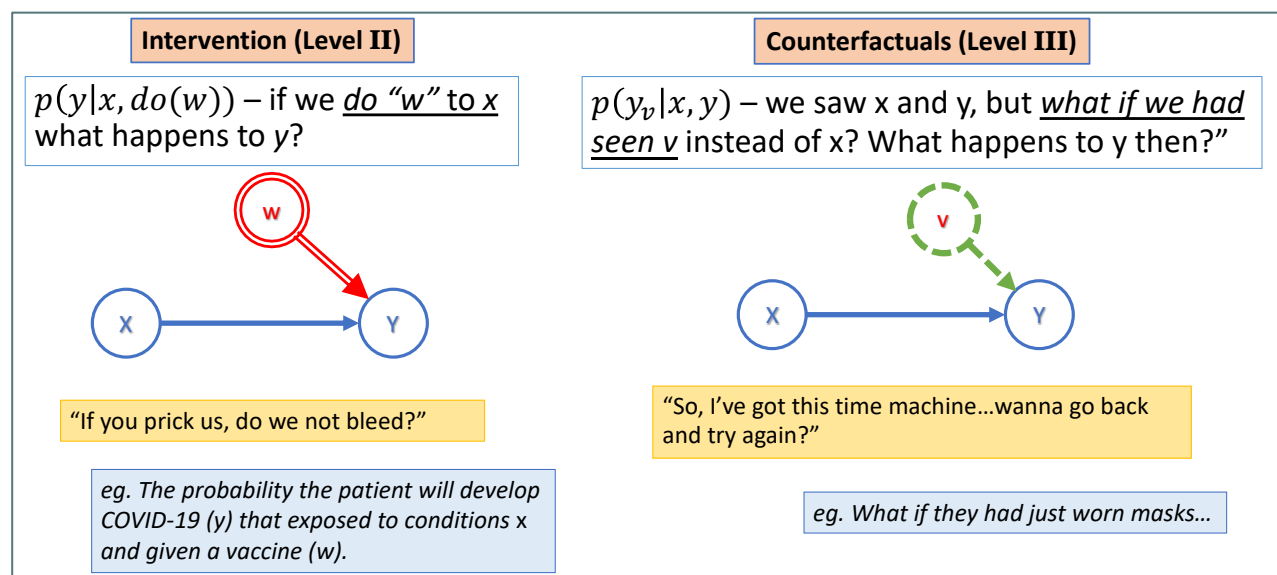 Intervention (Level II)
p(y|x, do(w)) – if we do “w” to x
what happens to y?
w
X
Y
“If you prick us, do we not bleed?”
eg. The probability the patient will develop
COVID-19 (y) that exposed to conditions x
and given a vaccine (w).
Counterfactuals (Level III)
p(y_v|x, y) – we saw x and y, but what if we had
seen v instead of x? What happens to y then?”
v
X
Y
“So, I’ve got this time machine…wanna go back
and try again?”
eg. What if they had just worn masks…